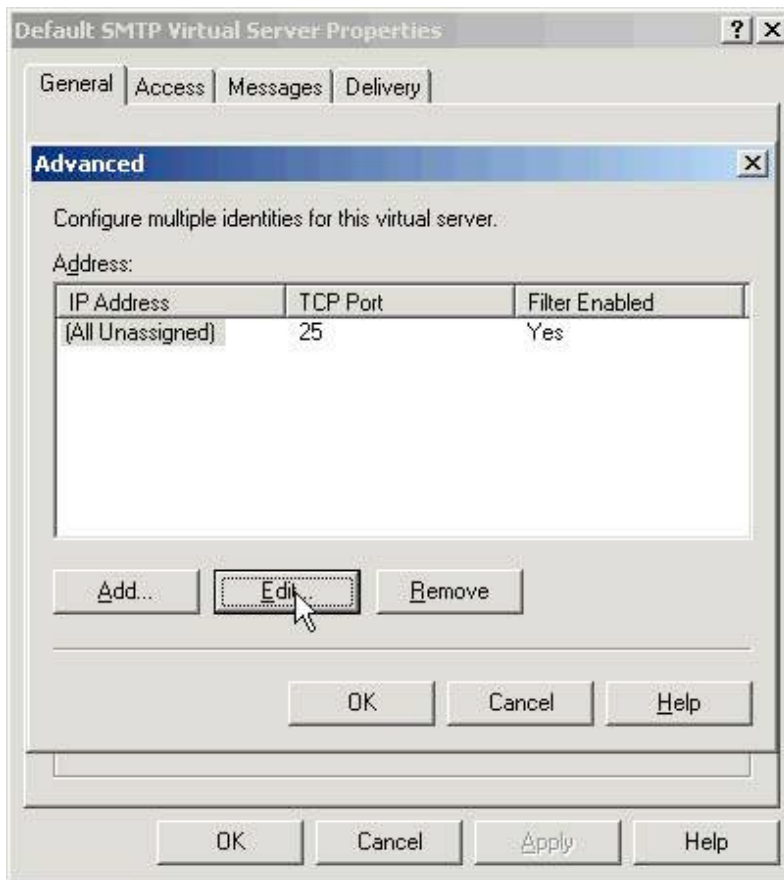 Default SMTP Virtual Server Properties
General Access Messages Delivery
Advanced
Configure multiple identities for this virtual server.
Address:
IP Address TCP Port Filter Enabled
(All Unassigned) 25 Yes
Add... Edit... Remove
OK Cancel Help
OK Cancel Apply Help